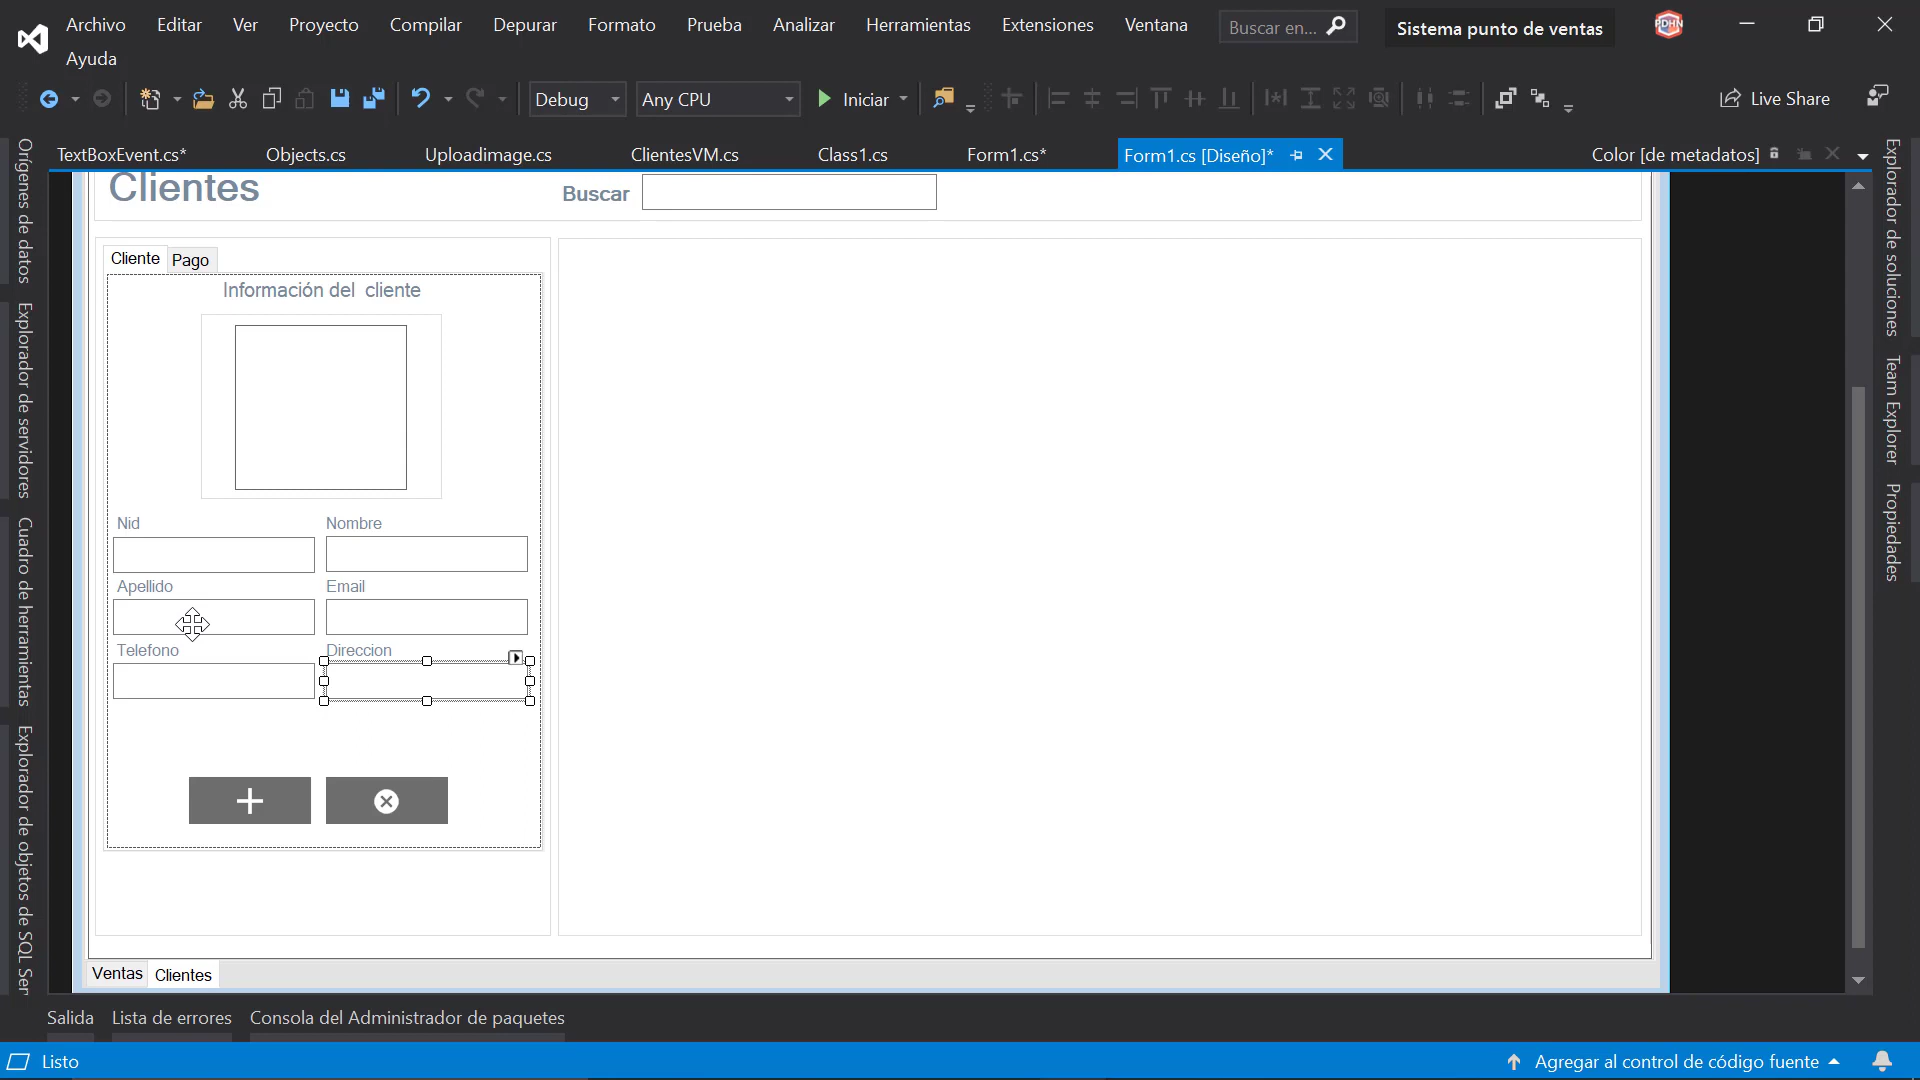 Archivo Editar Ver Proyecto Compilar Depurar Formato Prueba Analizar Herramientas Extensiones Ventana Buscar en... Sistema punto de ventas PDHN
Ayuda
Debug Any CPU Iniciar Live Share
TextBoxEvent.cs* Objects.cs Uploadimage.cs ClientesVM.cs Class1.cs Form1.cs* Form1.cs [Diseño]* Color [de metadatos]
Orígenes de datos
Explorador de servidores
Cuadro de herramientas
Explorador de objetos de SQL Ser
Clientes Buscar
Cliente Pago
Información del cliente
Nid Nombre
Apellido Email
Telefono Direccion
Ventas Clientes
Explorador de soluciones
Team Explorer
Propiedades
Salida Lista de errores Consola del Administrador de paquetes
Listo Agregar al control de código fuente